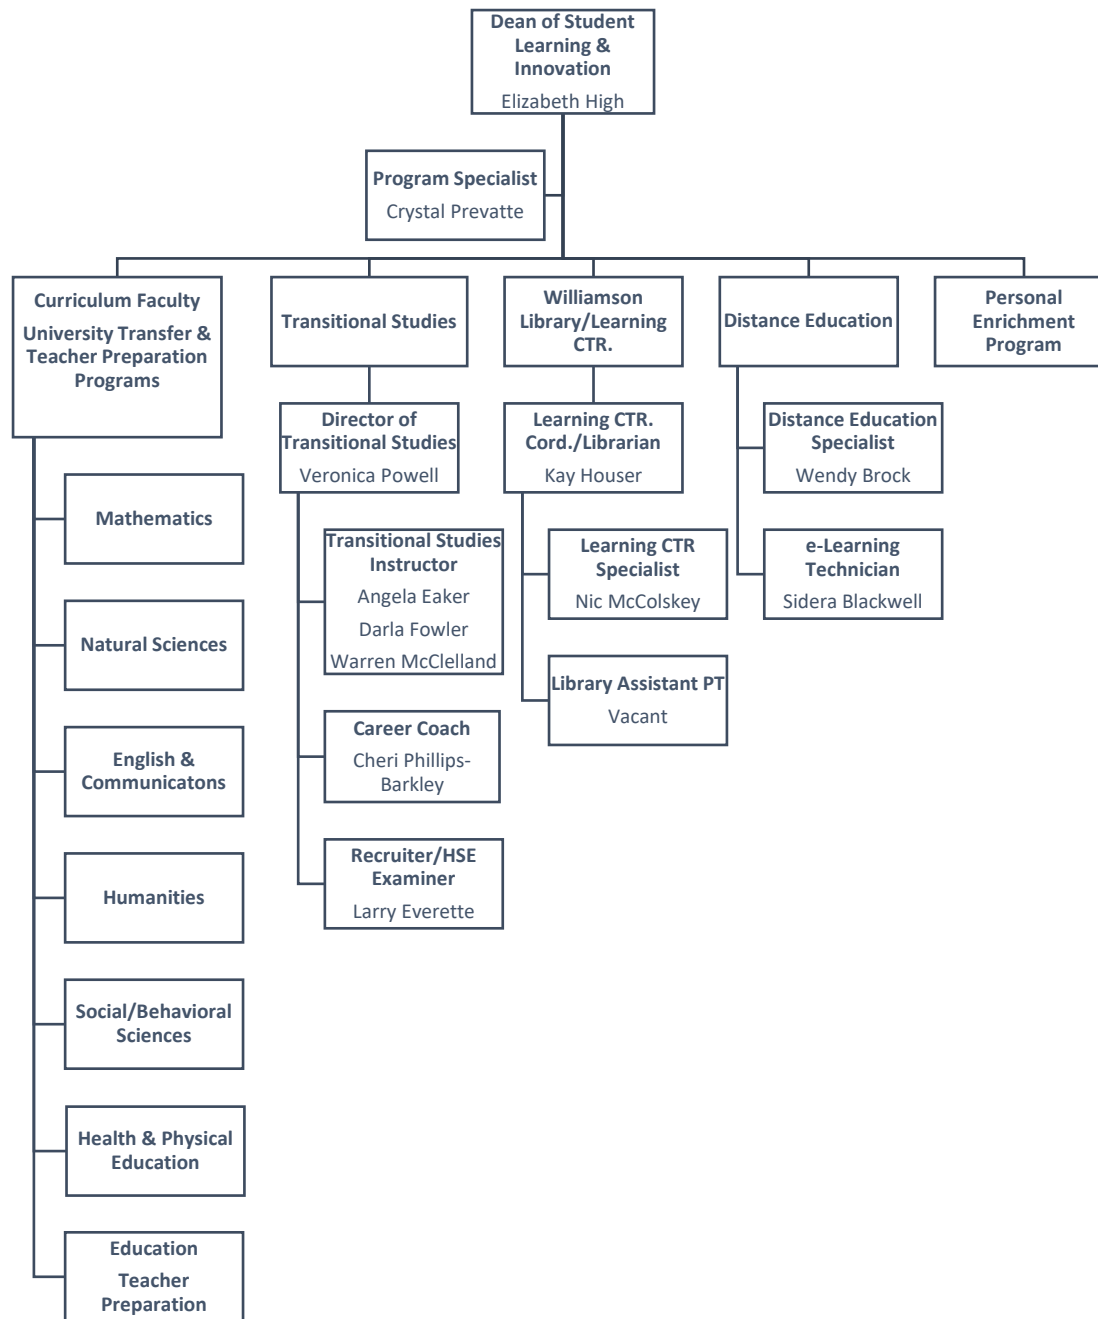 Dean of Student
Learning &
Innovation
Elizabeth High
Program Specialist
Crystal Prevatte
Curriculum Faculty
University Transfer &
Teacher Preparation
Programs
Transitional Studies
Williamson
Library/Learning
CTR.
Distance Education
Personal
Enrichment
Program
Director of
Transitional Studies
Veronica Powell
Learning CTR.
Cord./Librarian
Kay Houser
Distance Education
Specialist
Wendy Brock
Mathematics
Transitional Studies
Instructor
Angela Eaker
Darla Fowler
Warren McClelland
Learning CTR
Specialist
Nic McColskey
e-Learning
Technician
Sidera Blackwell
Natural Sciences
Library Assistant PT
Vacant
English &
Communicatons
Career Coach
Cheri Phillips-
Barkley
Humanities
Recruiter/HSE
Examiner
Larry Everette
Social/Behavioral
Sciences
Health & Physical
Education
Education
Teacher
Preparation